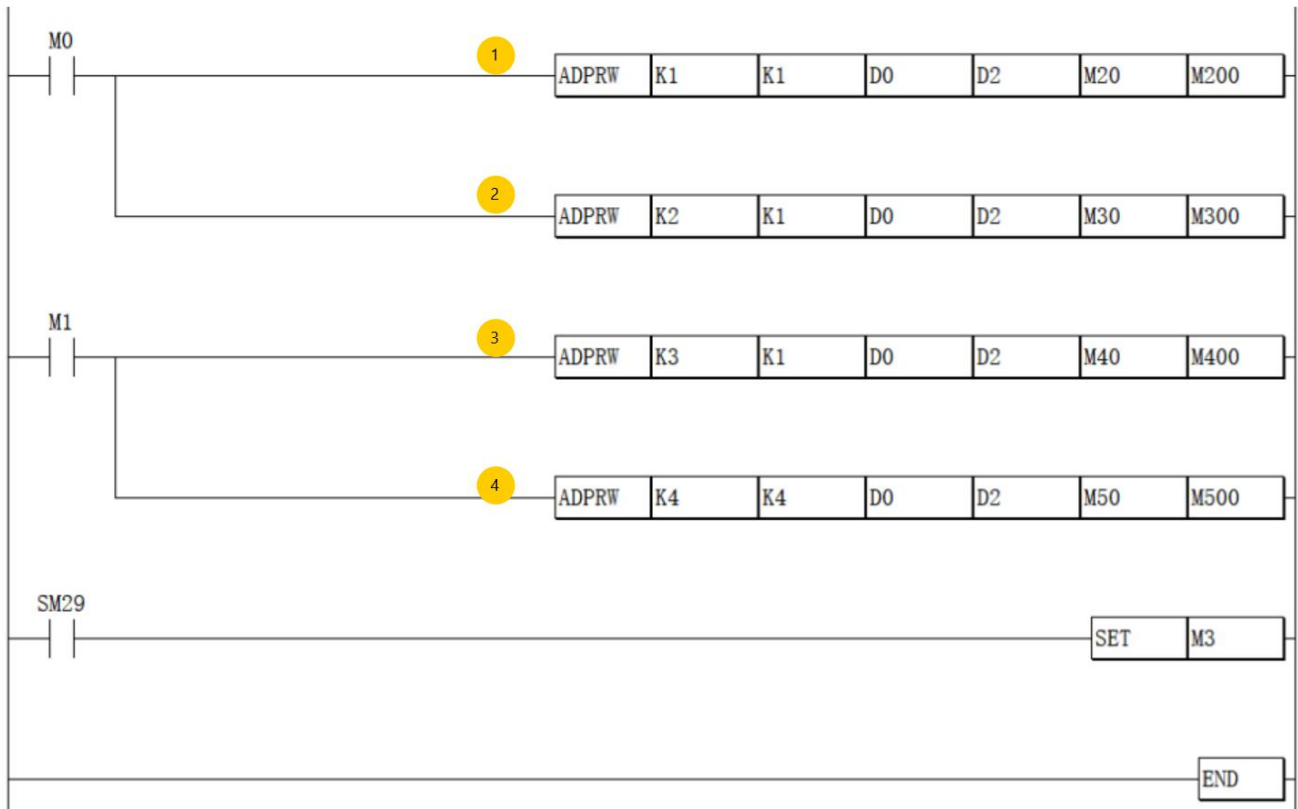 M0
1
ADPRW K1 K1 D0 D2 M20 M200
2
ADPRW K2 K1 D0 D2 M30 M300
M1
3
ADPRW K3 K1 D0 D2 M40 M400
4
ADPRW K4 K4 D0 D2 M50 M500
SM29
SET M3
END